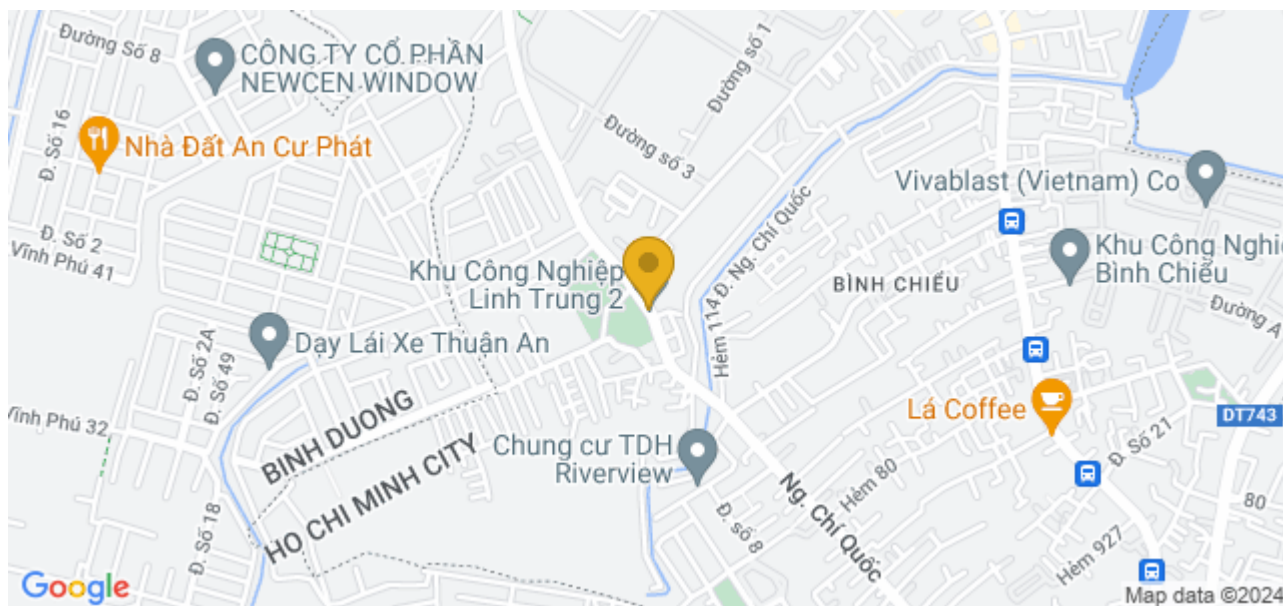 Đường Số 8
CÔNG TY CỔ PHẦN
NEWCEN WINDOW
Đường số 1
Đ. Số 16
Nhà Đất An Cư Phát
Đường số 3
Đ. Số 2
Vĩnh Phú 41
Vivablast (Vietnam) Co
Hẻm 114 Đ. Ng. Chí Quốc
Khu Công Nghiệp
Linh Trung 2
BÌNH CHIỂU
Khu Công Nghiệ
Bình Chiểu
Đường A
Dạy Lái Xe Thuận An
Đ. Số 2A
Đ. Số 49
Vĩnh Phú 32
BINH DUONG
HO CHI MINH CITY
Lá Coffee
DT743
Đ. Số 21
Chung cư TDH
Riverview
Hẻm 80
Ng. Chí Quốc
Đ. số 8
80
Đ. Số 18
Hẻm 927
Google
Map data ©2024